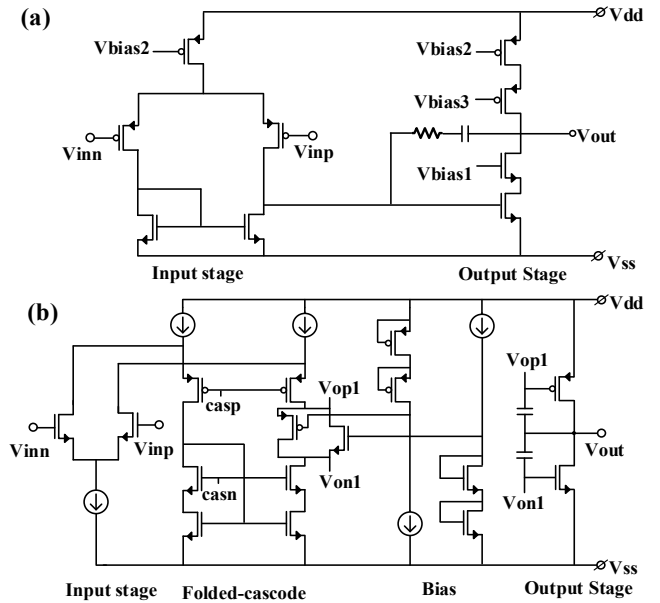 (a)
Vdd
Vbias2
Vbias2
Vbias3
Vinn
Vinp
Vout
Vbias1
Input stage
Output Stage
Vss
(b)
Vdd
casp
Vop1
Vop1
Vinn
Vinp
casn
Von1
Von1
Vout
Vss
Input stage
Folded-cascode
Bias
Output Stage